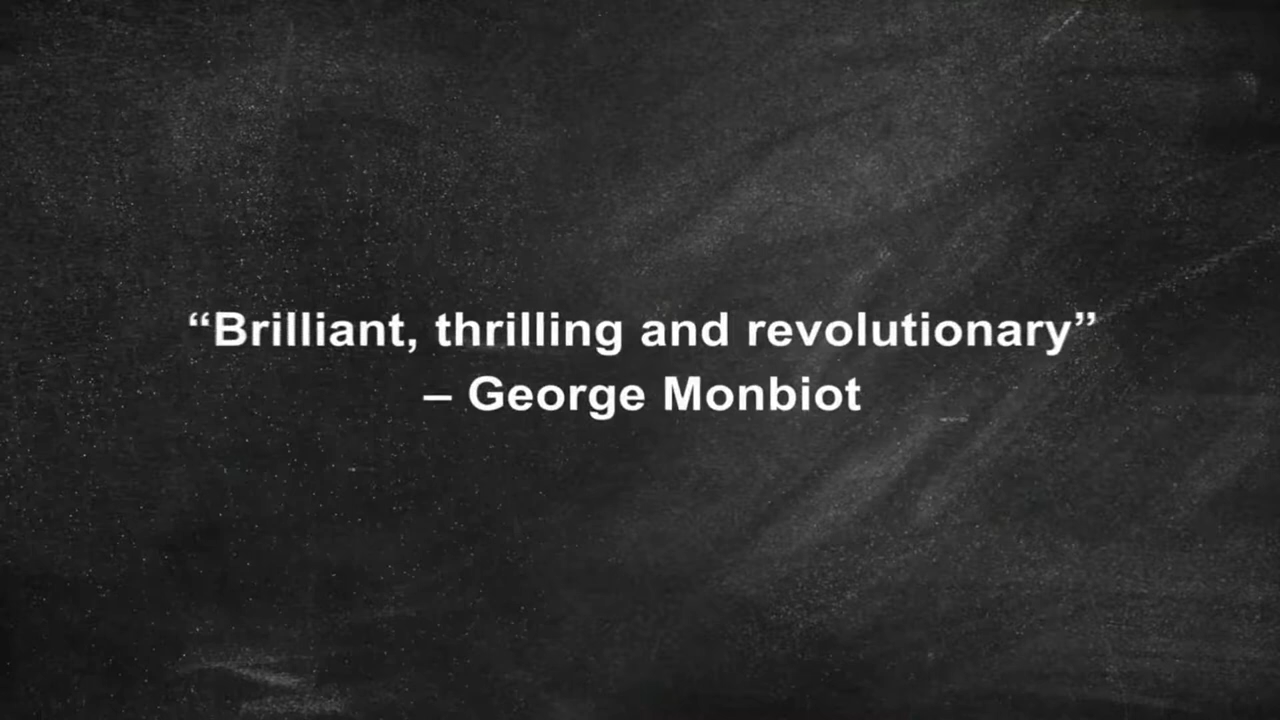 “Brilliant, thrilling and revolutionary”
– George Monbiot